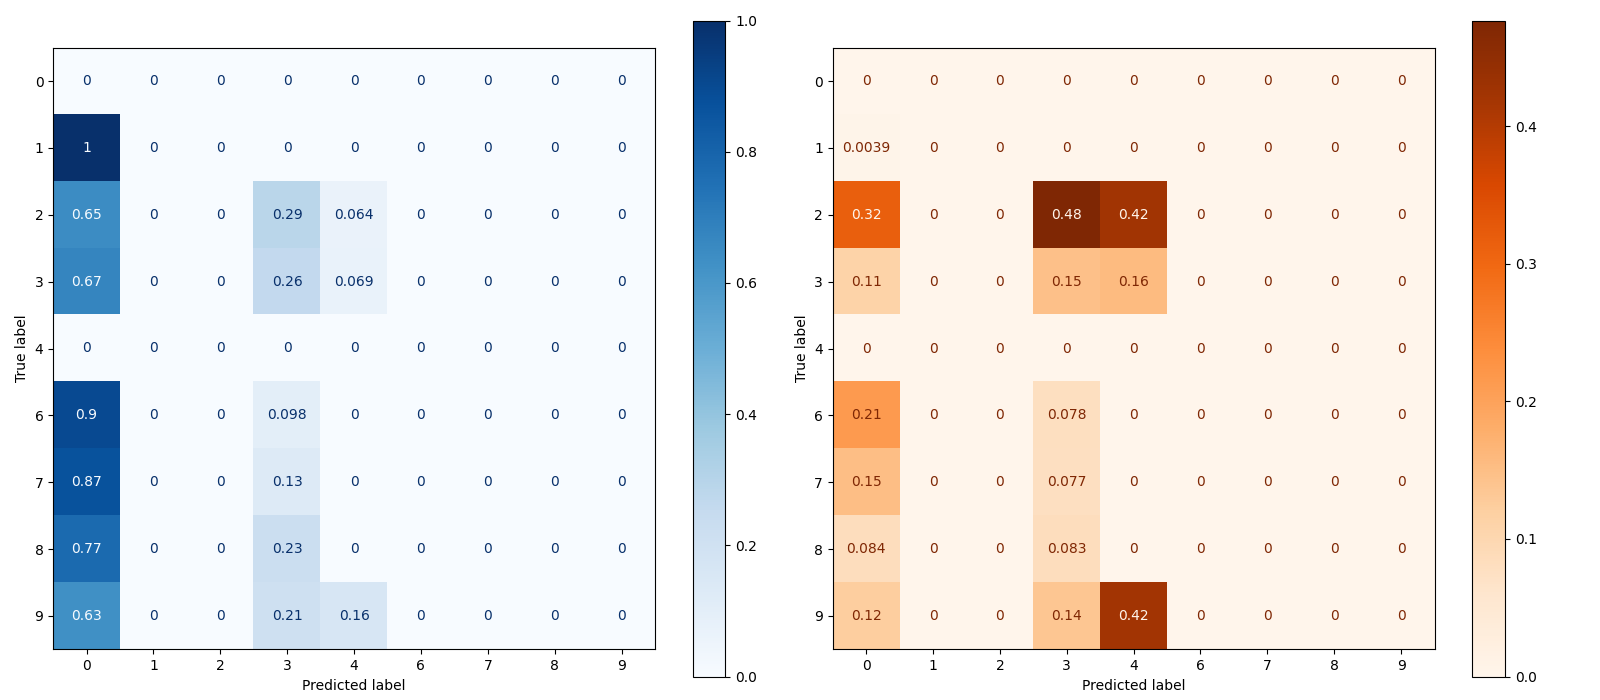 0 0 0 0 0 0 0 0 0 0
1 1 0 0 0 0 0 0 0 0
2 0.65 0 0 0.29 0.064 0 0 0 0
3 0.67 0 0 0.26 0.069 0 0 0 0
4 0 0 0 0 0 0 0 0 0
6 0.9 0 0 0.098 0 0 0 0 0
7 0.87 0 0 0.13 0 0 0 0 0
8 0.77 0 0 0.23 0 0 0 0 0
9 0.63 0 0 0.21 0.16 0 0 0 0
0 1 2 3 4 6 7 8 9
Predicted label
True label
1.0
0.8
0.6
0.4
0.2
0.0
0 0 0 0 0 0 0 0 0 0
1 0.0039 0 0 0 0 0 0 0 0
2 0.32 0 0 0.48 0.42 0 0 0 0
3 0.11 0 0 0.15 0.16 0 0 0 0
4 0 0 0 0 0 0 0 0 0
6 0.21 0 0 0.078 0 0 0 0 0
7 0.15 0 0 0.077 0 0 0 0 0
8 0.084 0 0 0.083 0 0 0 0 0
9 0.12 0 0 0.14 0.42 0 0 0 0
0 1 2 3 4 6 7 8 9
Predicted label
True label
0.4
0.3
0.2
0.1
0.0